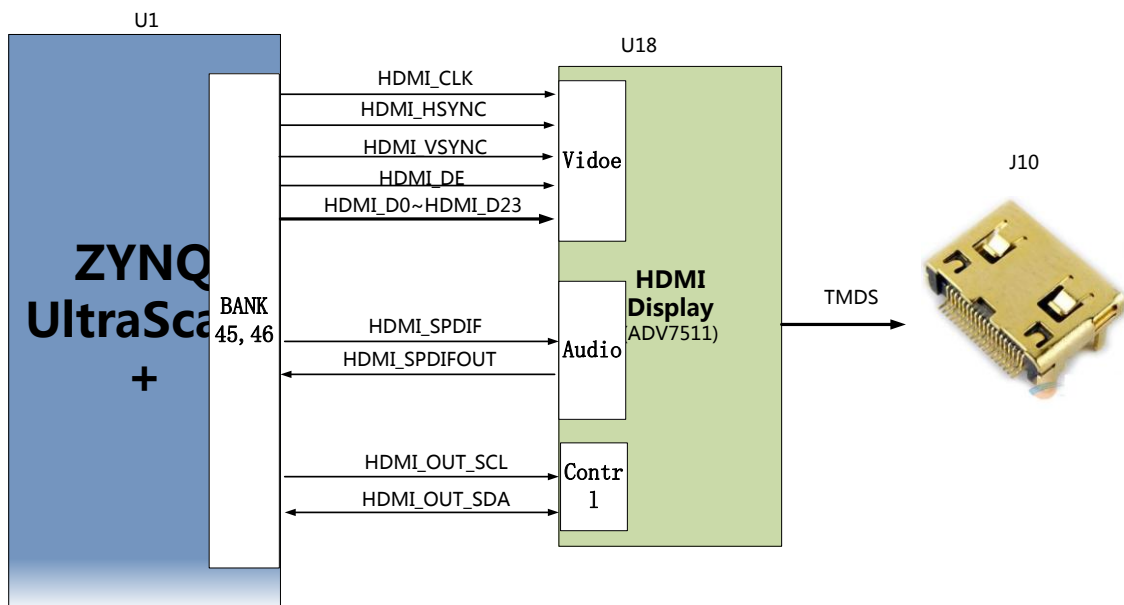 U1
U18
J10
HDMI_CLK
HDMI_HSYNC
HDMI_VSYNC
HDMI_DE
HDMI_D0~HDMI_D23
Vidoe
ZYNQ
UltraSca
+
BANK
45,46
HDMI_SPDIF
HDMI_SPDIFOUT
Audio
HDMI
Display
(ADV7511)
TMDS
HDMI_OUT_SCL
HDMI_OUT_SDA
Contr
l